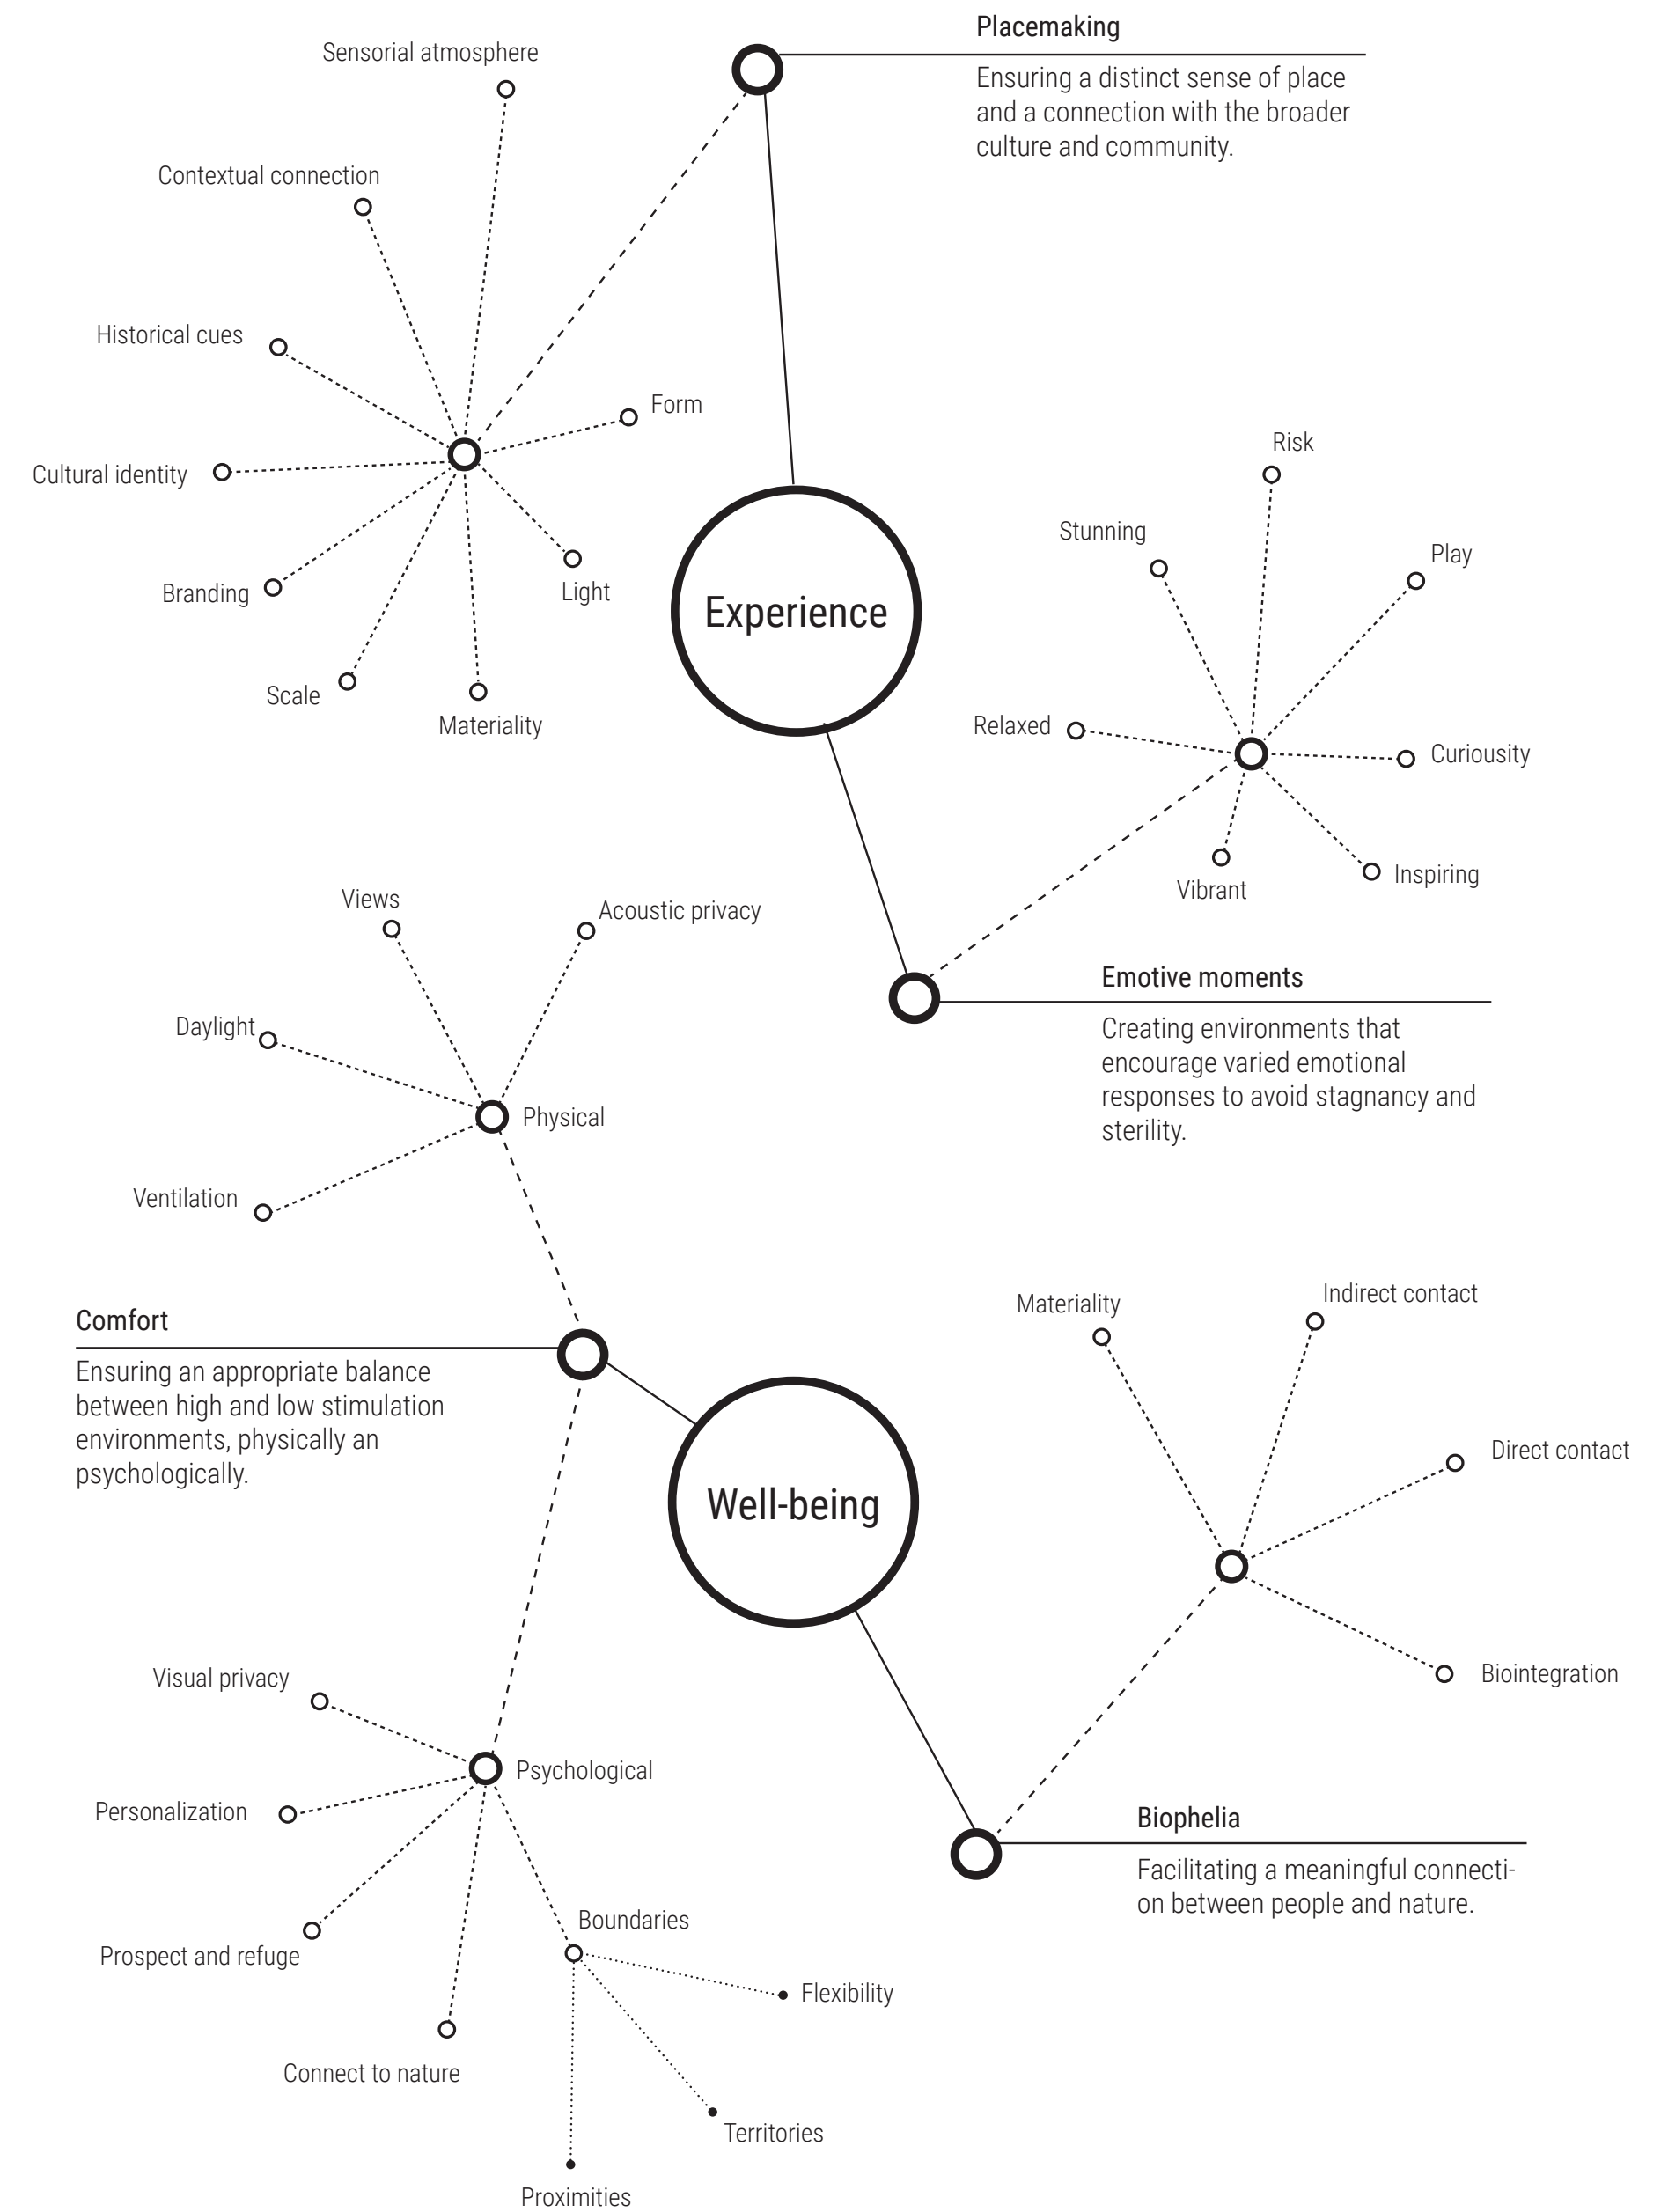 Placemaking
Ensuring a distinct sense of place
and a connection with the broader
culture and community.
Sensorial atmosphere
Contextual connection
Historical cues
Form
Cultural identity
Branding
Light
Scale
Materiality
Experience
Risk
Stunning
Play
Relaxed
Curiousity
Vibrant
Inspiring
Emotive moments
Creating environments that
encourage varied emotional
responses to avoid stagnancy and
sterility.
Views
Acoustic privacy
Daylight
Physical
Ventilation
Comfort
Ensuring an appropriate balance
between high and low stimulation
environments, physically an
psychologically.
Well-being
Materiality
Indirect contact
Direct contact
Biointegration
Biophelia
Facilitating a meaningful connecti-
on between people and nature.
Visual privacy
Psychological
Personalization
Prospect and refuge
Boundaries
Flexibility
Connect to nature
Territories
Proximities